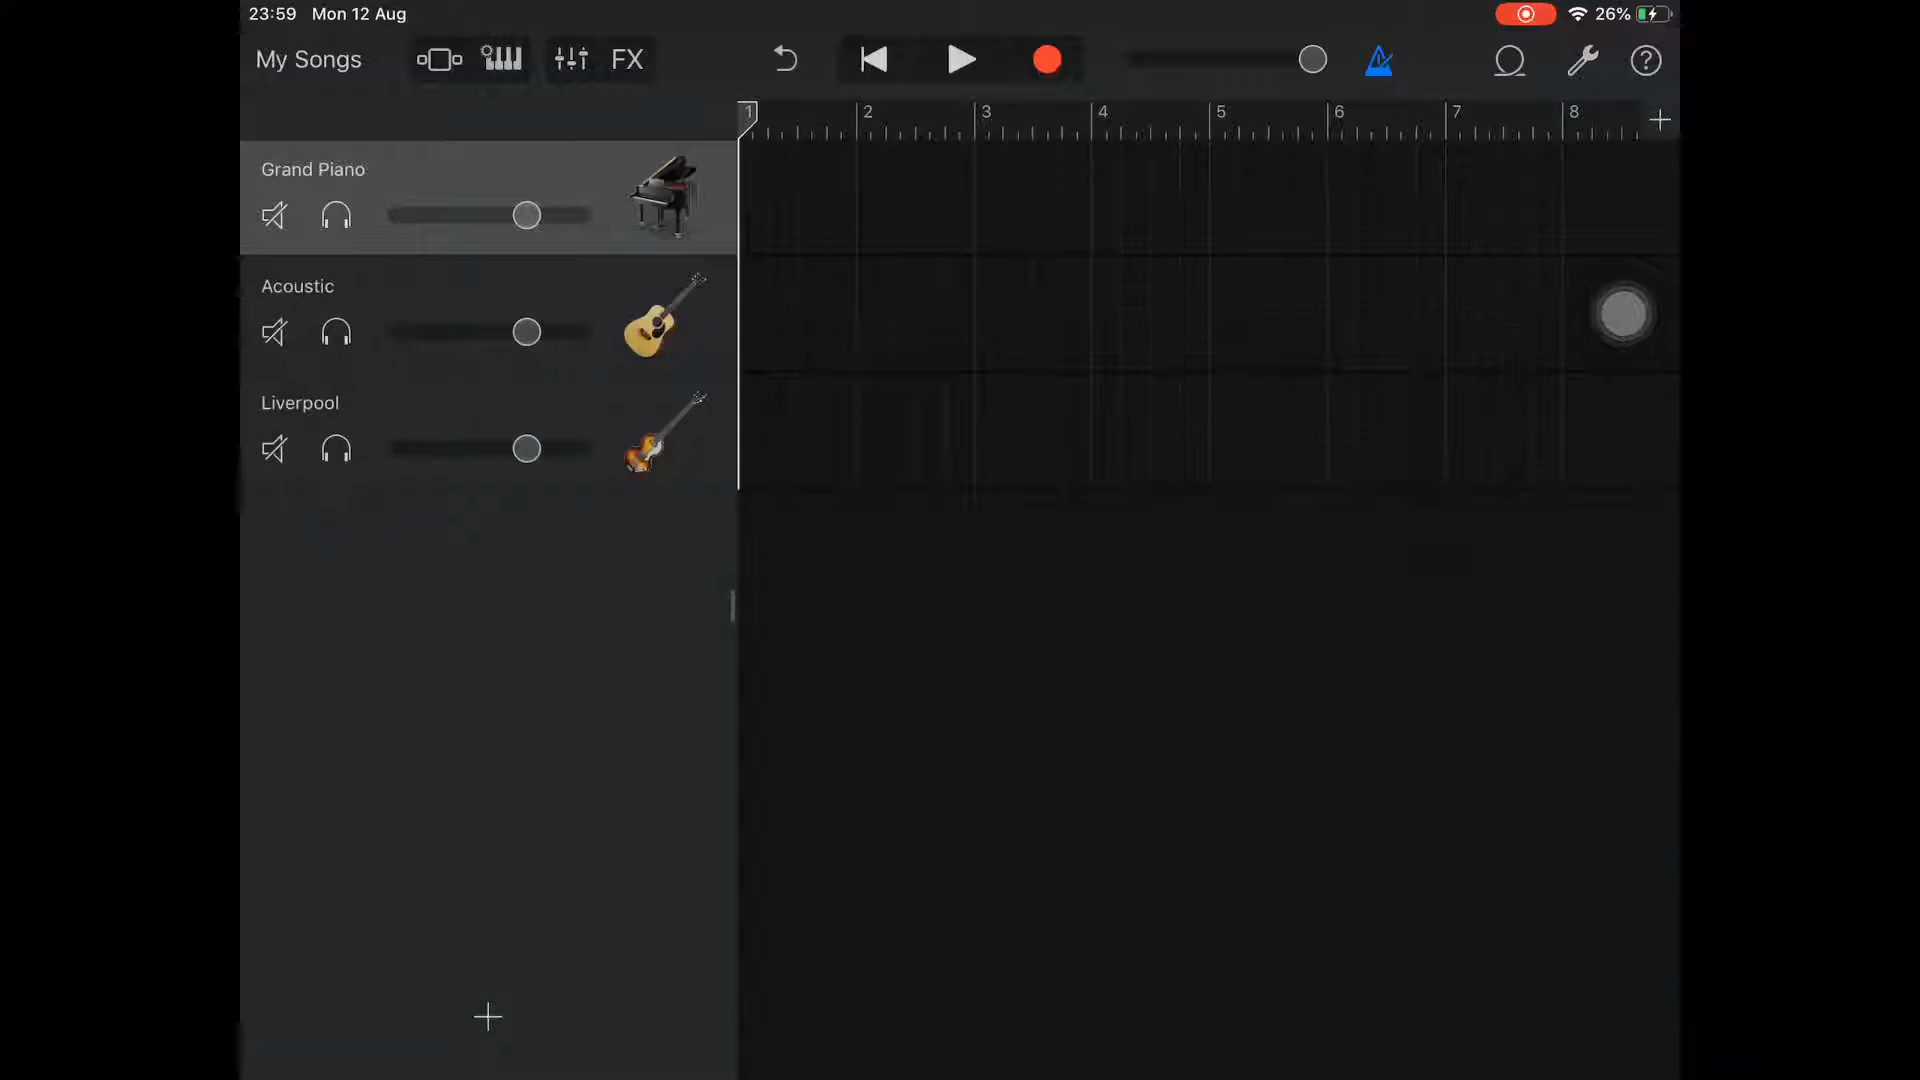 23:59 Mon 12 Aug
26%
My Songs
FX
1 2 3 4 5 6 7 8
Grand Piano
Acoustic
Liverpool